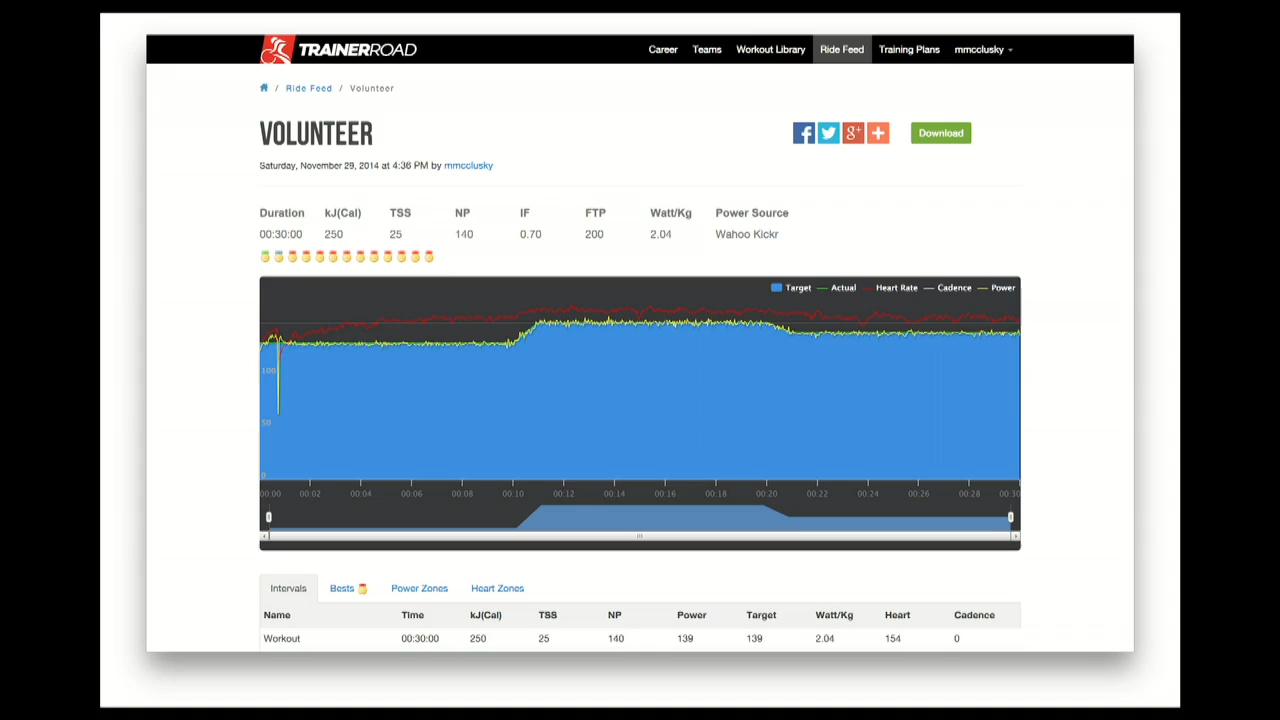 TRAINERROAD Career Teams Workout Library Ride Feed Training Plans mmcclusky
/ Ride Feed / Volunteer
VOLUNTEER
Download
Saturday, November 29, 2014 at 4:36 PM by mmcclusky
Duration kJ(Cal) TSS NP IF FTP Watt/Kg Power Source
00:30:00 250 25 140 0.70 200 2.04 Wahoo Kickr
Target Actual Heart Rate Cadence Power
100
50
0
00:00 00:02 00:04 00:06 00:08 00:10 00:12 00:14 00:16 00:18 00:20 00:22 00:24 00:26 00:28 00:30
Intervals Bests Power Zones Heart Zones
Name Time kJ(Cal) TSS NP Power Target Watt/Kg Heart Cadence
Workout 00:30:00 250 25 140 139 139 2.04 154 0